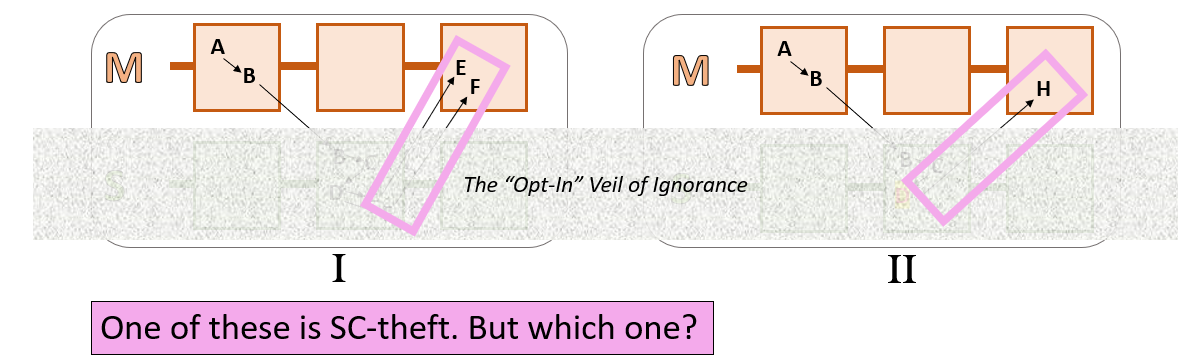 M
A
B
E
F
M
A
B
H
B
The "Opt-In" Veil of Ignorance
I
II
One of these is SC-theft. But which one?